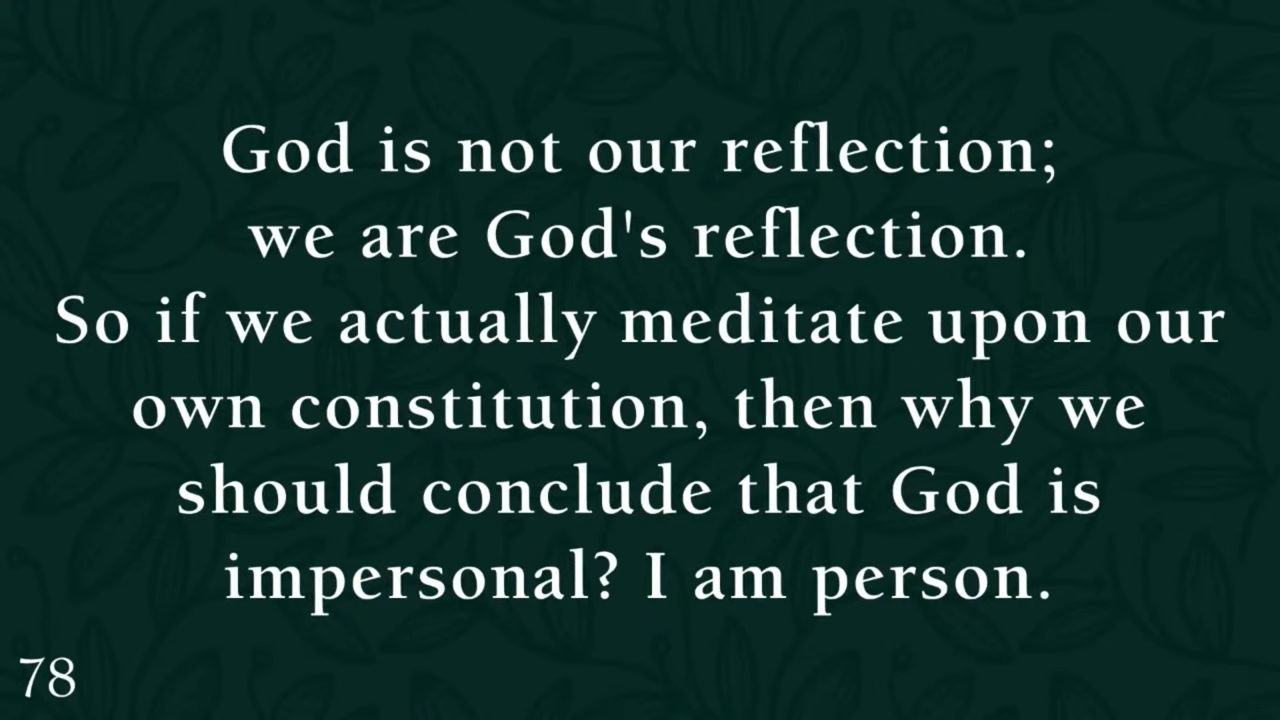 God is not our reflection;
we are God's reflection.
So if we actually meditate upon our
own constitution, then why we
should conclude that God is
impersonal? I am person.
78